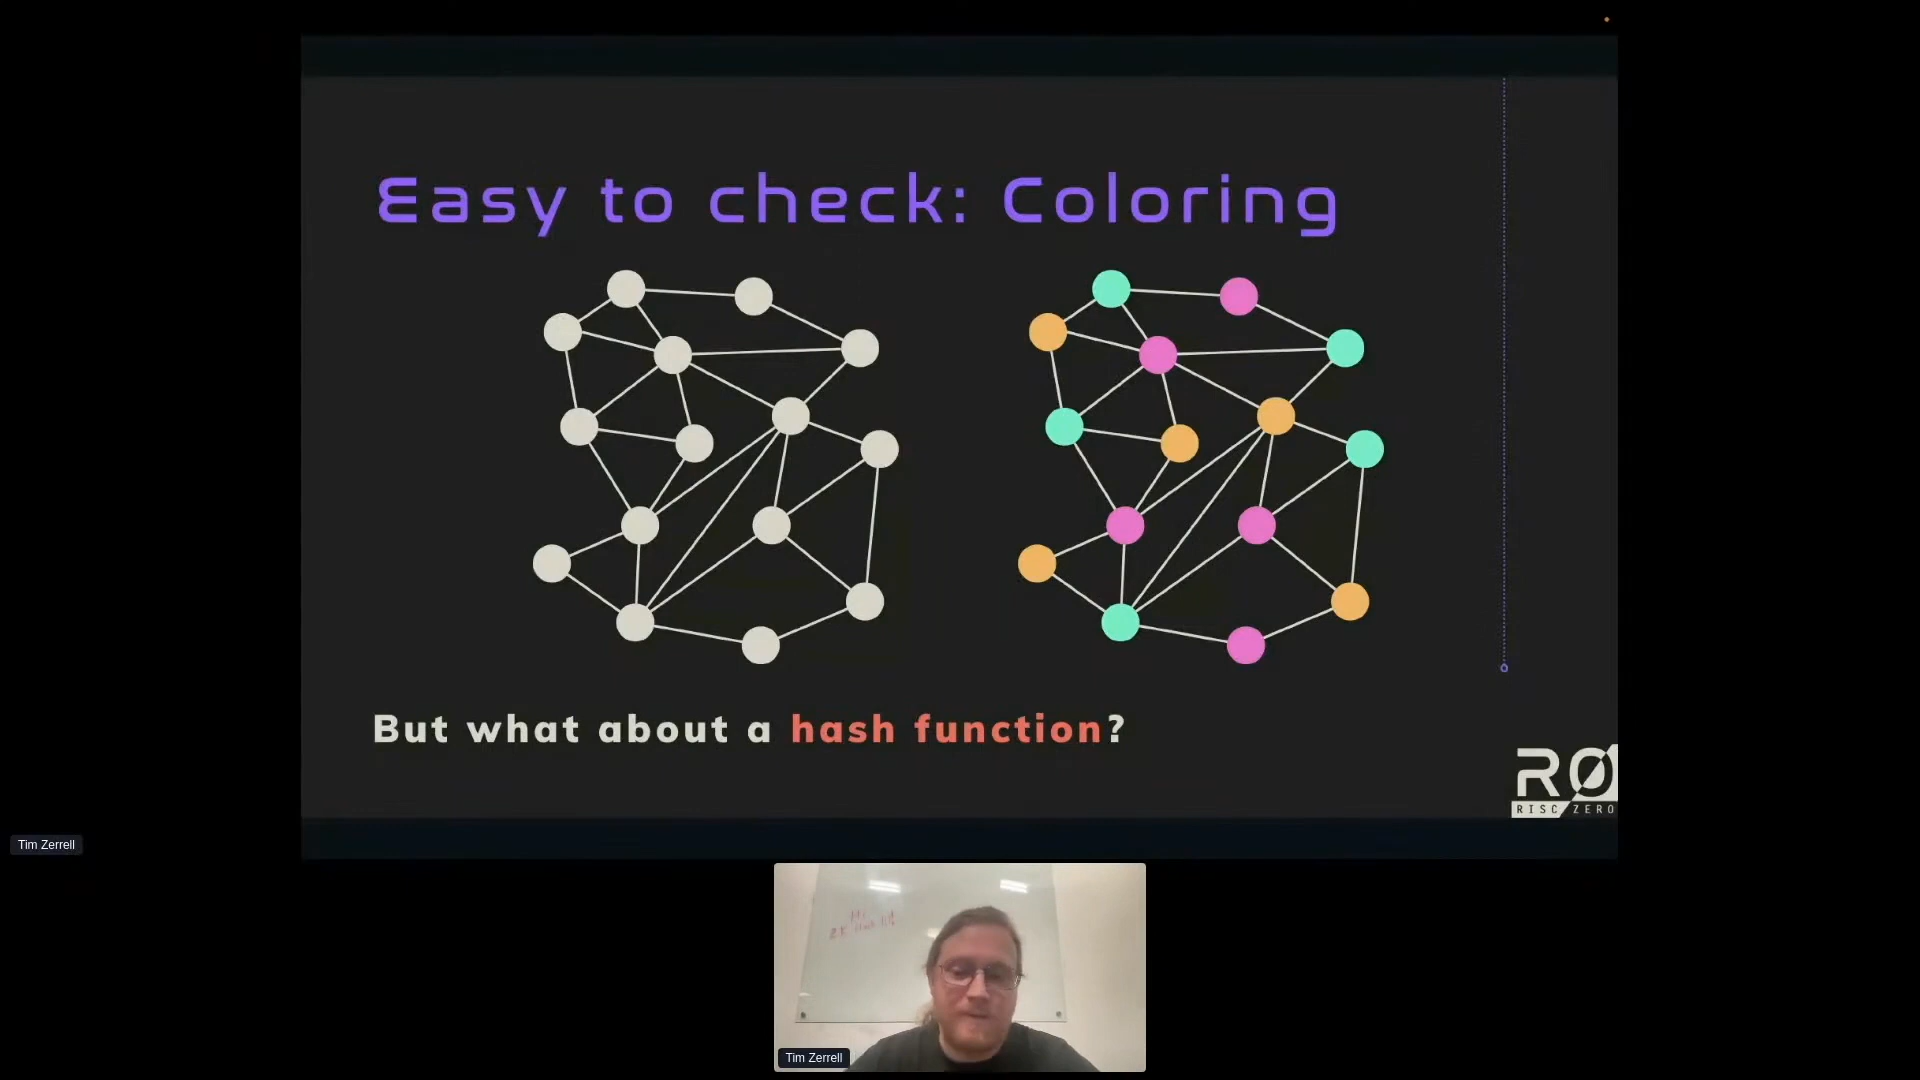 Easy to check: Coloring
But what about a hash function?
RØ
RISC ZERO
Tim Zerrell
Tim Zerrell